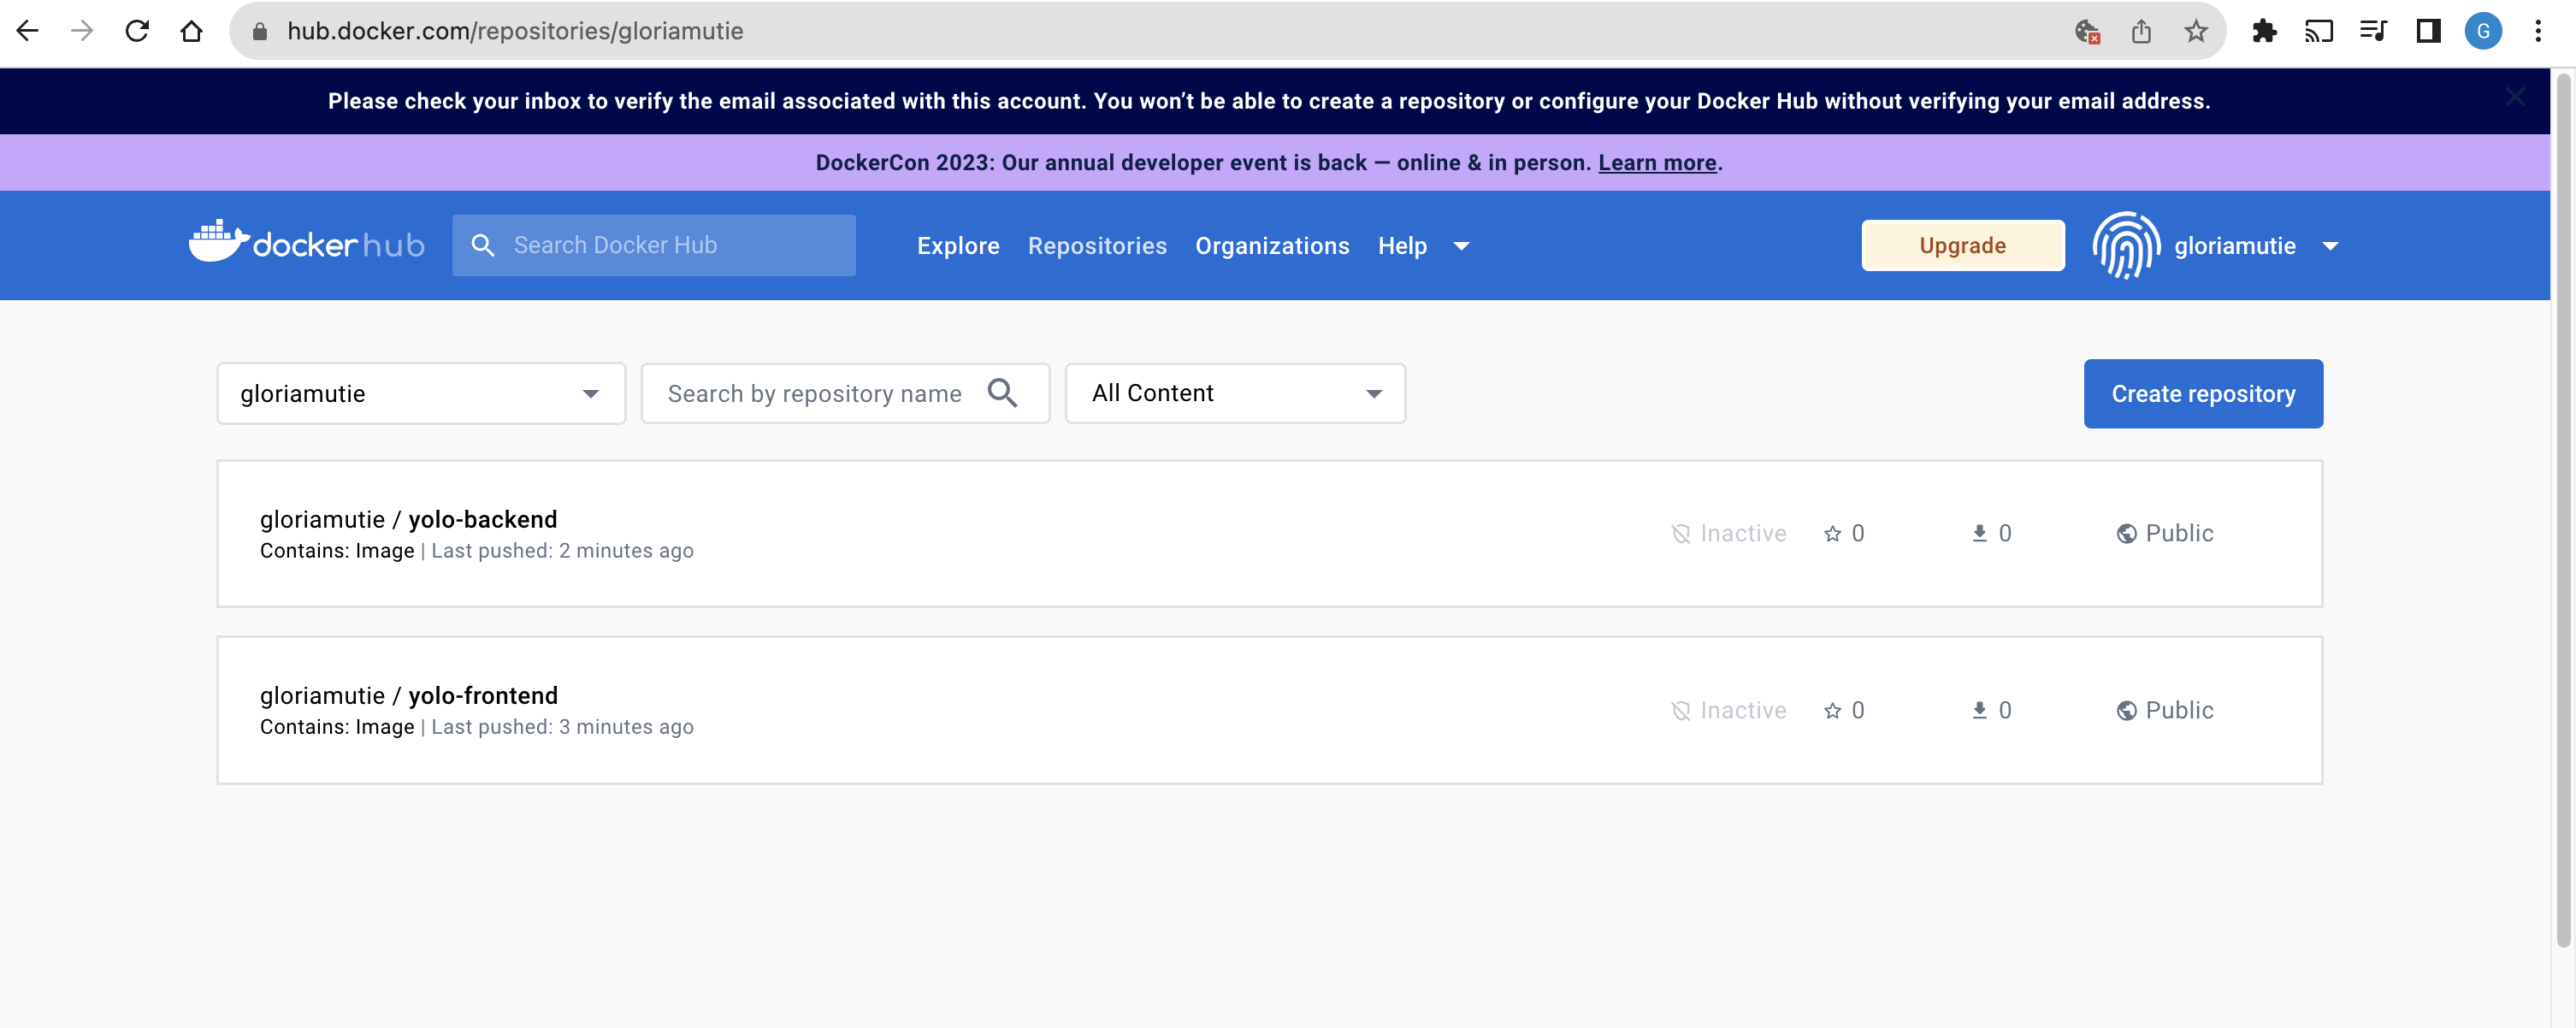 hub.docker.com/repositories/gloriamutie
G
Please check your inbox to verify the email associated with this account. You won’t be able to create a repository or configure your Docker Hub without verifying your email address.
DockerCon 2023: Our annual developer event is back — online & in person. Learn more.
dockerhub
Search Docker Hub
Explore
Repositories
Organizations
Help
Upgrade
gloriamutie
gloriamutie
Search by repository name
All Content
Create repository
gloriamutie / yolo-backend
Contains: Image | Last pushed: 2 minutes ago
Inactive
0
0
Public
gloriamutie / yolo-frontend
Contains: Image | Last pushed: 3 minutes ago
Inactive
0
0
Public